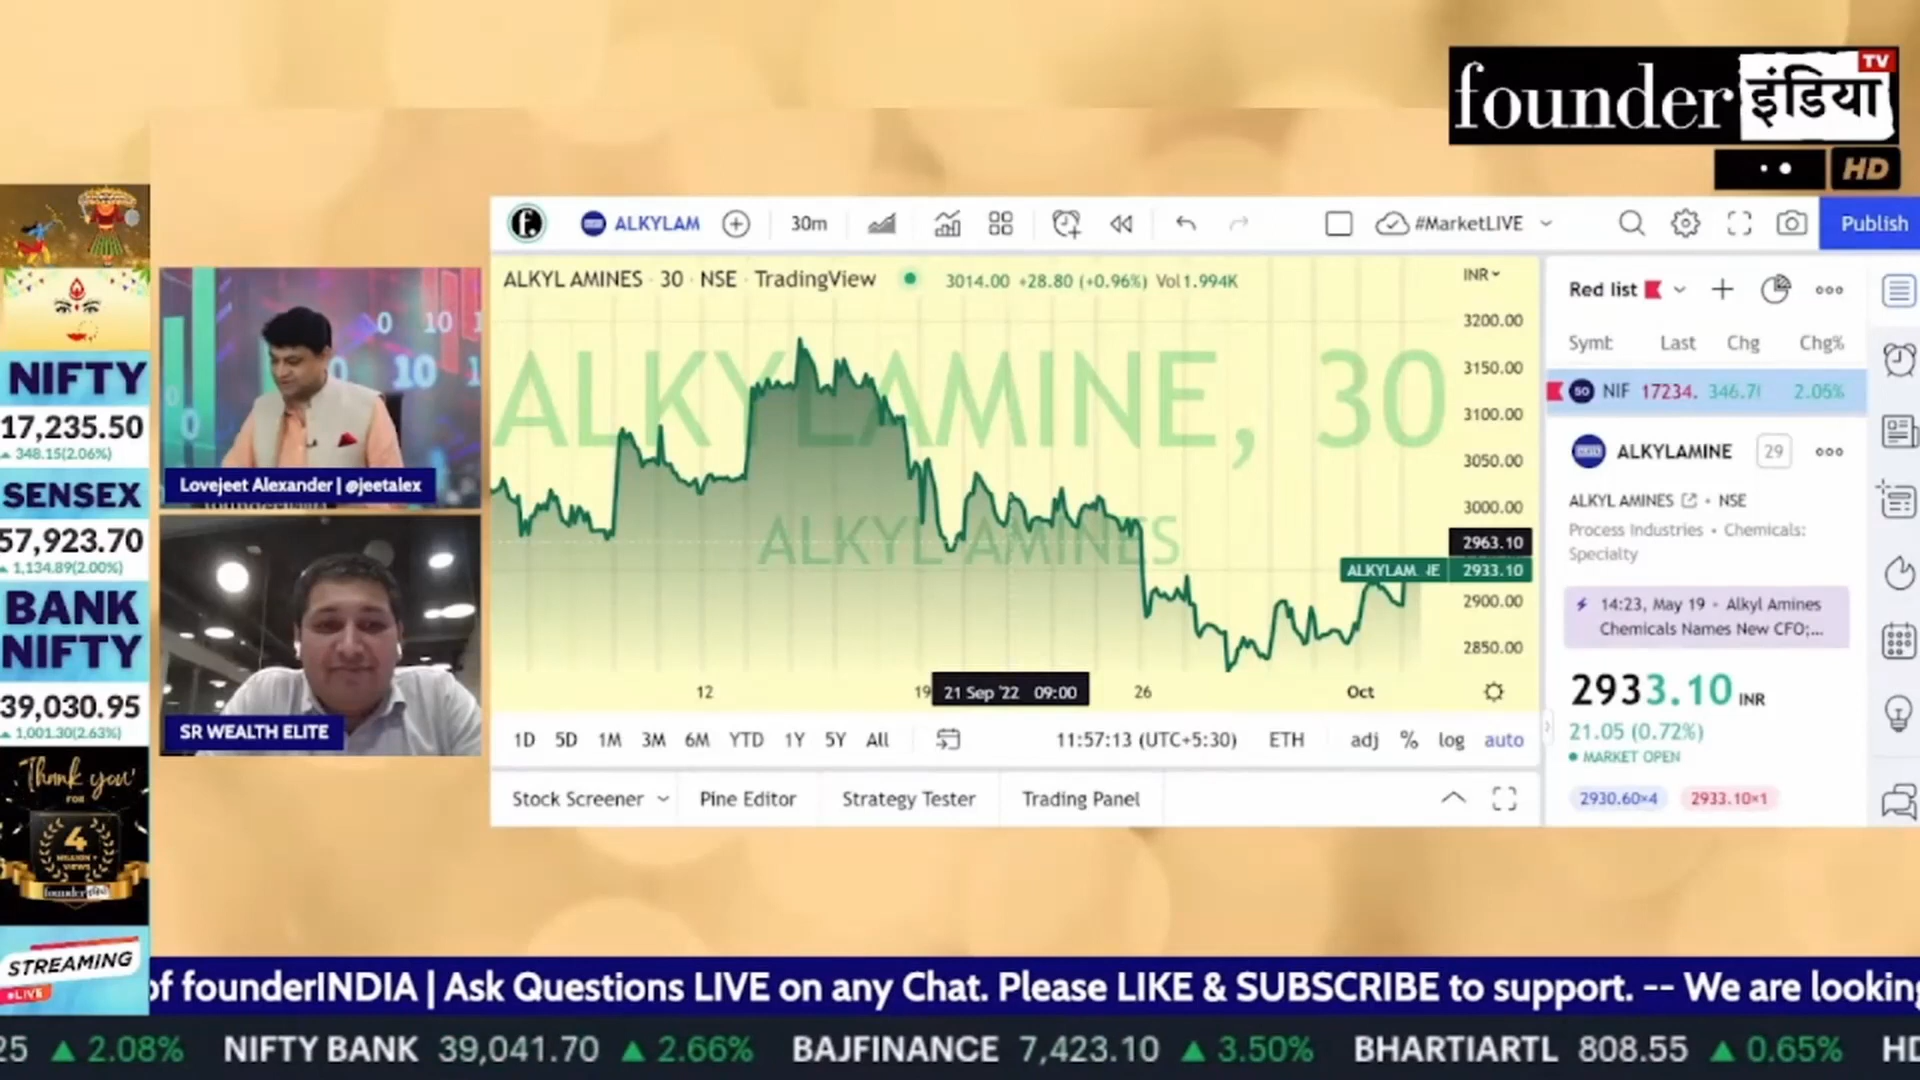 founder इंडिया TV
HD
NIFTY
17,235.50
▲ 348.15(2.06%)
SENSEX
57,923.70
▲ 1,134.89(2.00%)
BANK
NIFTY
39,030.95
▲ 1,001.30(2.63%)
Thank you
FOR
4
MILLION +
VIEWS
founder इंडिया
STREAMING
LIVE
10
10
Lovejeet Alexander | @jeetalex
SR WEALTH ELITE
f.
ALKYLAM
30m
#MarketLIVE
Publish
ALKYL AMINES · 30 · NSE · TradingView
3014.00 +28.80 (+0.96%) Vol1.994K
INR
ALKYLAMINE, 30
ALKYL AMINES
3200.00
3150.00
3100.00
3050.00
3000.00
2963.10
2933.10
2900.00
2850.00
12
19
21 Sep '22 09:00
26
Oct
1D 5D 1M 3M 6M YTD 1Y 5Y All
11:57:13 (UTC+5:30) ETH adj % log auto
Stock Screener Pine Editor Strategy Tester Trading Panel
Red list
Last Chg Chg%
NIF 17234. 2.05%
ALKYLAMINE 29
ALKYL AMINES • NSE
Process Industries • Chemicals:
Specialty
14:23, May 19 • Alkyl Amines
Chemicals Names New CFO;...
2933.10 INR
21.05 (0.72%)
MARKET OPEN
2930.60×4 2933.10×1
of founderINDIA | Ask Questions LIVE on any Chat. Please LIKE & SUBSCRIBE to support. -- We are looking
25 ▲ 2.08% NIFTY BANK 39,041.70 ▲ 2.66% BAJFINANCE 7,423.10 ▲ 3.50% BHARTIARTL 808.55 ▲ 0.65% HD